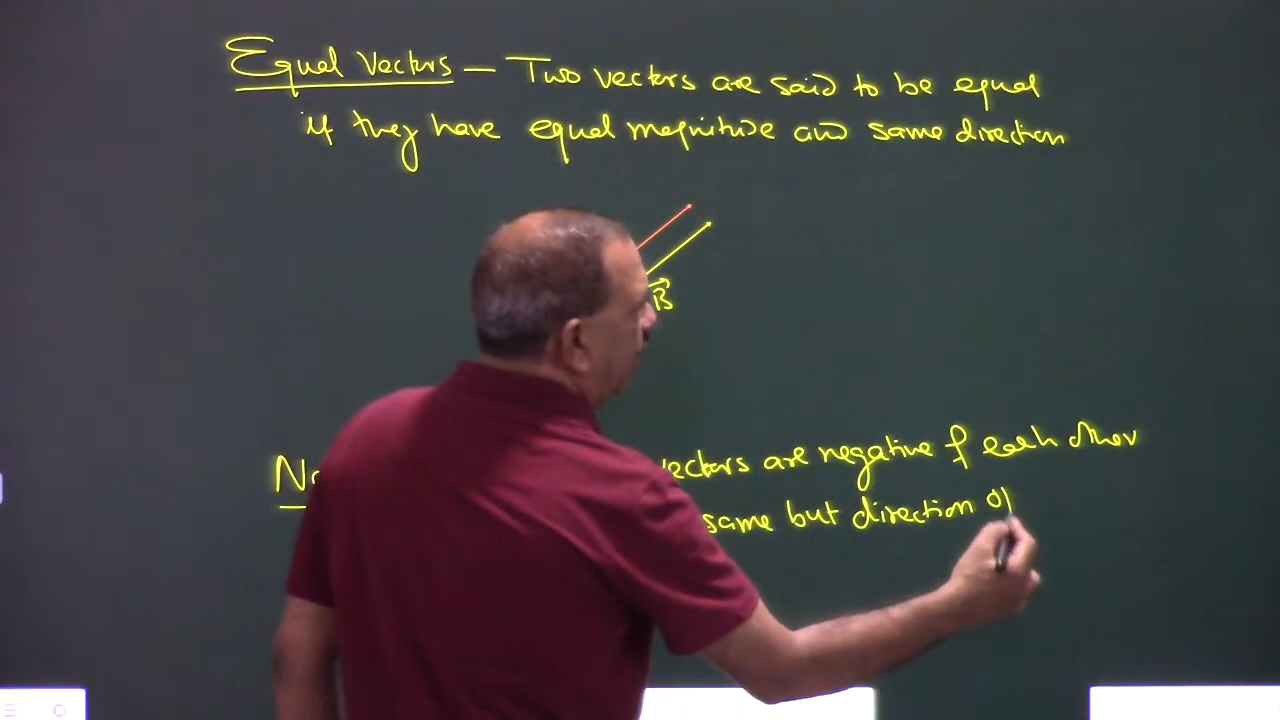 Equal Vectors — Two vectors are said to be equal
if they have equal magnitude and same direction
B
vectors are negative of each other
same but direction